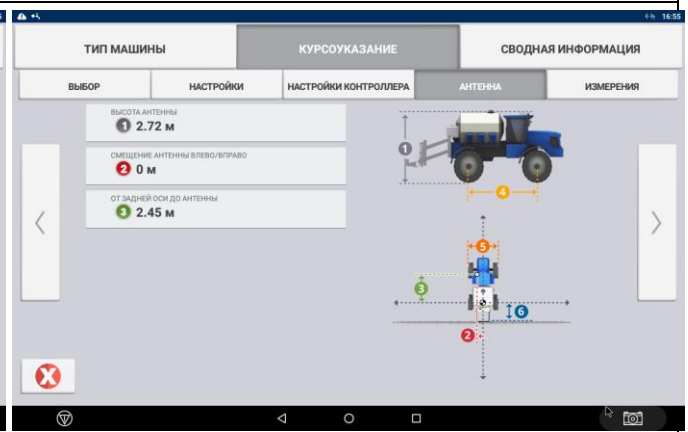 16:55
ТИП МАШИНЫ
КУРСОУКАЗАНИЕ
СВОДНАЯ ИНФОРМАЦИЯ
ВЫБОР
НАСТРОЙКИ
НАСТРОЙКИ КОНТРОЛЛЕРА
АНТЕННА
ИЗМЕРЕНИЯ
ВЫСОТА АНТЕННЫ
1 2.72 м
СМЕЩЕНИЕ АНТЕННЫ ВЛЕВО/ВПРАВО
2 0 м
ОТ ЗАДНЕЙ ОСИ ДО АНТЕННЫ
3 2.45 м
1
4
5
3
6
2